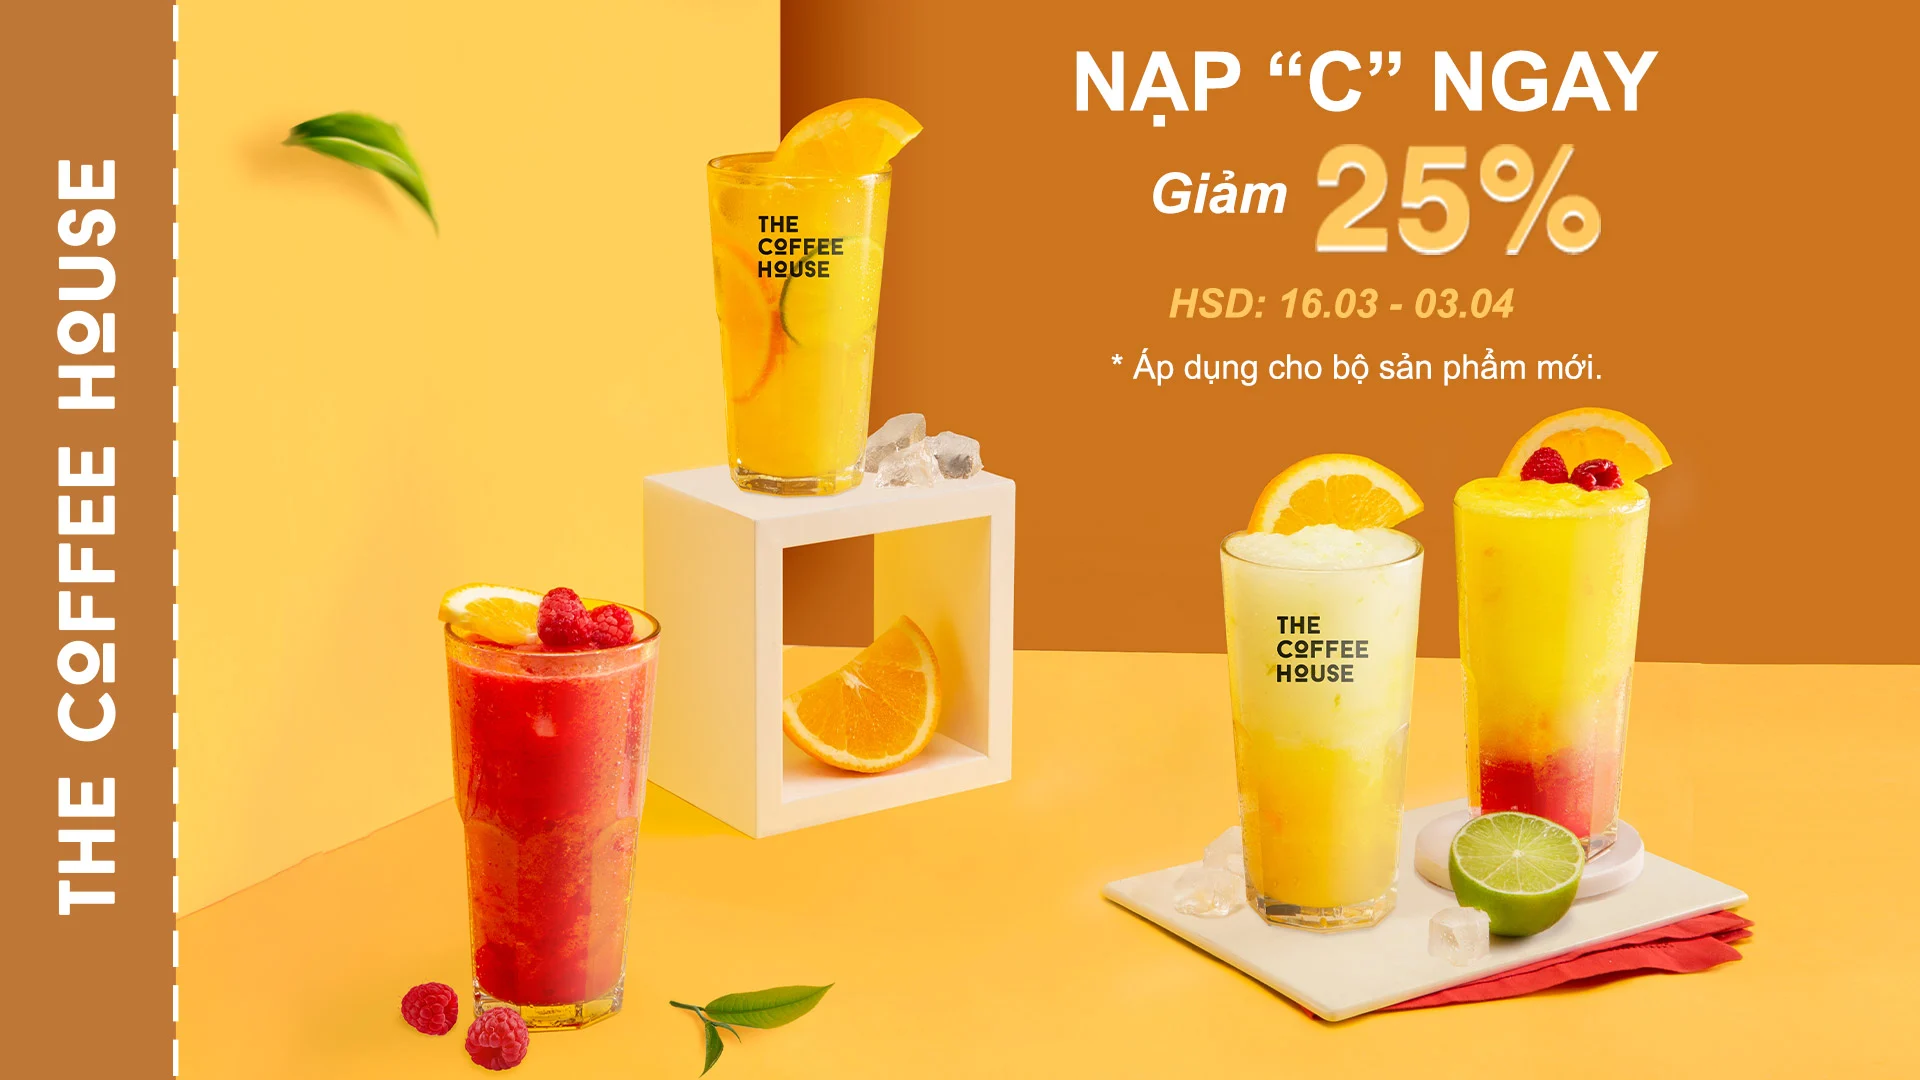 THE COFFEE HOUSE
NẠP “C” NGAY
Giảm 25%
HSD: 16.03 - 03.04
* Áp dụng cho bộ sản phẩm mới.
THE
COFFEE
HOUSE
THE
COFFEE
HOUSE